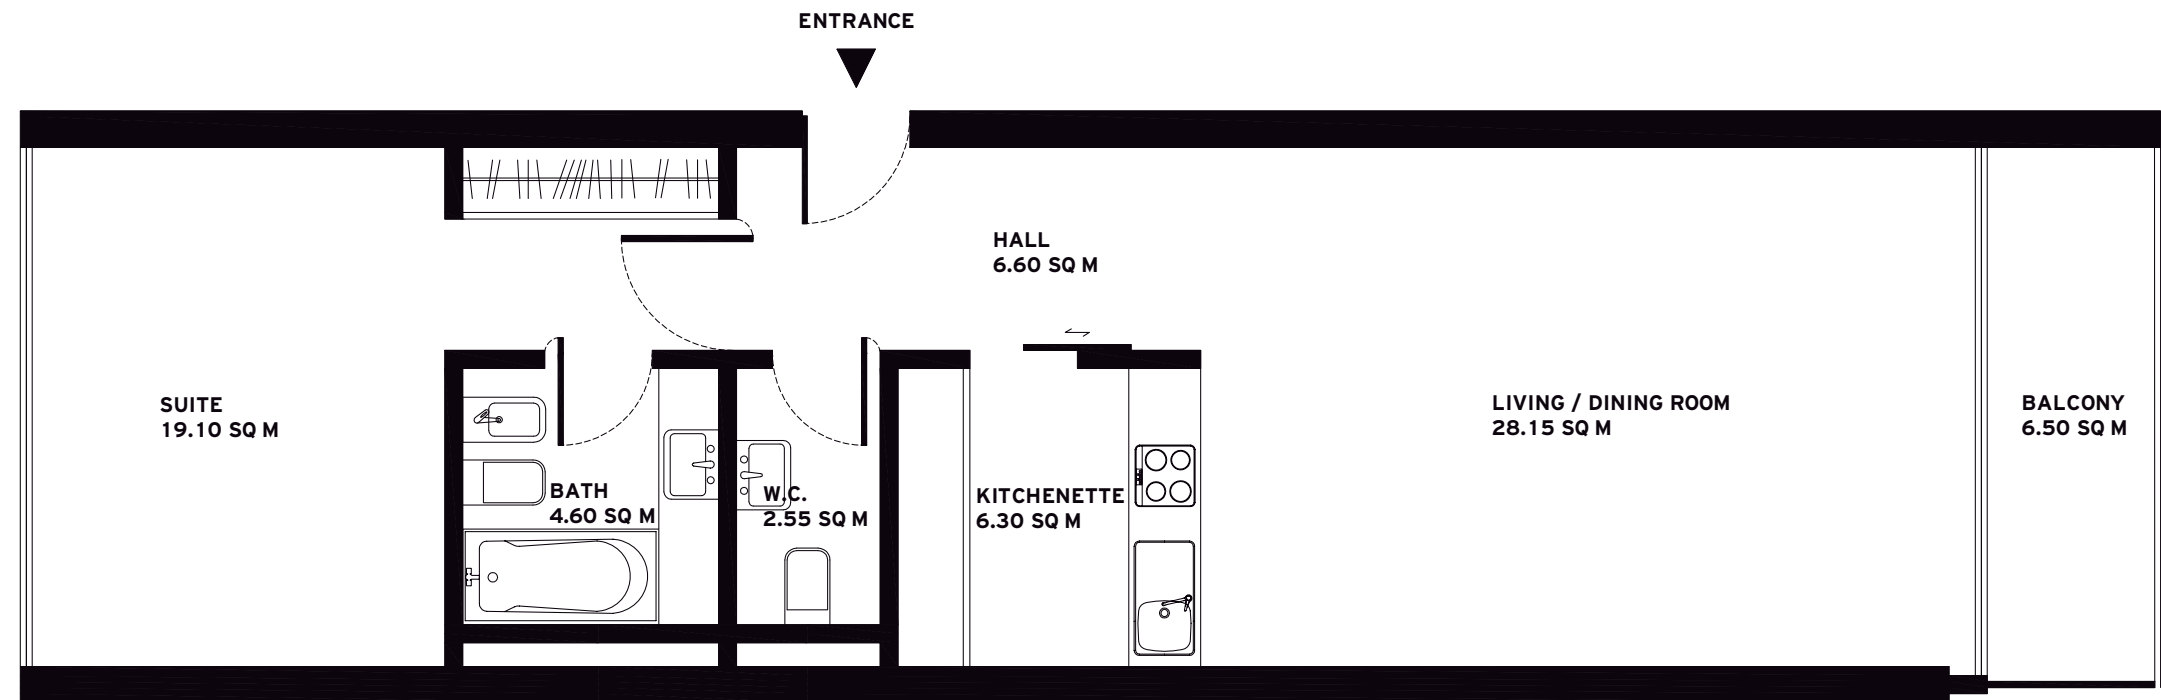 ENTRANCE
HALL
6.60 SQ M
SUITE
19.10 SQ M
LIVING / DINING ROOM
28.15 SQ M
BALCONY
6.50 SQ M
BATH
4.60 SQ M
W.C.
2.55 SQ M
KITCHENETTE
6.30 SQ M